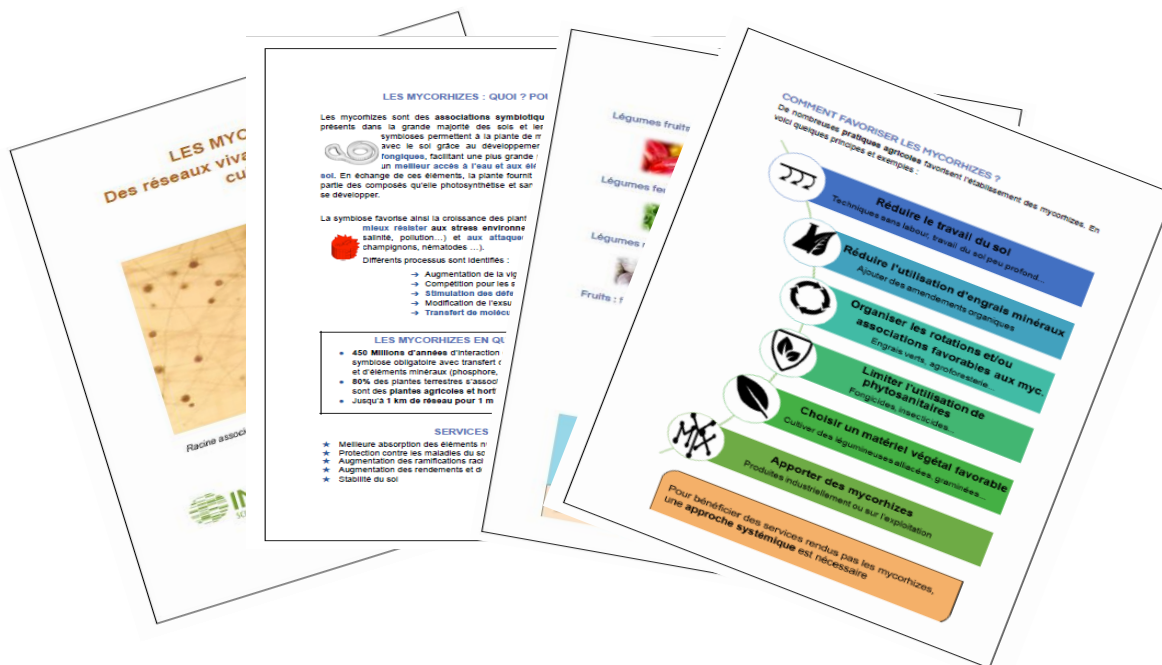 LES MYCO
Des réseaux viva
cu
Racine assoc
IN
SC
LES MYCORHIZES : QUOI ? POU
Les mycorhizes sont des associations symbiotiqu
présents dans la grande majorité des sols et les
symbioses permettent à la plante de m
avec le sol grâce au développemer
fongiques, facilitant une plus grande
un meilleur accès à l'eau et aux élé
sol. En échange de ces éléments, la plante fournit
partie des composés qu'elle photosynthétise et san
se développer.
La symbiose favorise ainsi la croissance des plant
mieux résister aux stress environne
salinité, pollution…) et aux attaque
champignons, nématodes …).
Différents processus sont identifiés :
→ Augmentation de la vig
→ Compétition pour les s
→ Stimulation des défe
→ Modification de l'exsu
→ Transfert de molécu
LES MYCORHIZES EN QU
• 450 Millions d'années d'interaction
symbiose obligatoire avec transfert d
et d'éléments minéraux (phosphore,
• 80% des plantes terrestres s'assoc
sont des plantes agricoles et horti
• Jusqu'à 1 km de réseau pour 1 m
SERVICES
★ Meilleure absorption des éléments nu
★ Protection contre les maladies du so
★ Augmentation des ramifications raci
★ Augmentation des rendements et d
★ Stabilité du sol
Légumes fruits
Légumes feu
Légumes r
Fruits : f
COMMENT FAVORISER LES MYCORHIZES ?
De nombreuses pratiques agricoles favorisent l'établissement des mycorhizes. En
voici quelques principes et exemples :
Réduire le travail du sol
Techniques sans labour, travail du sol peu profond...
Réduire l'utilisation d'engrais minéraux
Ajouter des amendements organiques
Organiser les rotations et/ou
associations favorables aux myc.
Engrais verts, agroforesterie...
Limiter l'utilisation de
phytosanitaires
Fongicides, insecticides...
Choisir un matériel végétal favorable
Cultiver des légumineuses alliacées, graminées...
Apporter des mycorhizes
Produites industriellement ou sur l'exploitation
Pour bénéficier des services rendus pas les mycorhizes,
une approche systémique est nécessaire